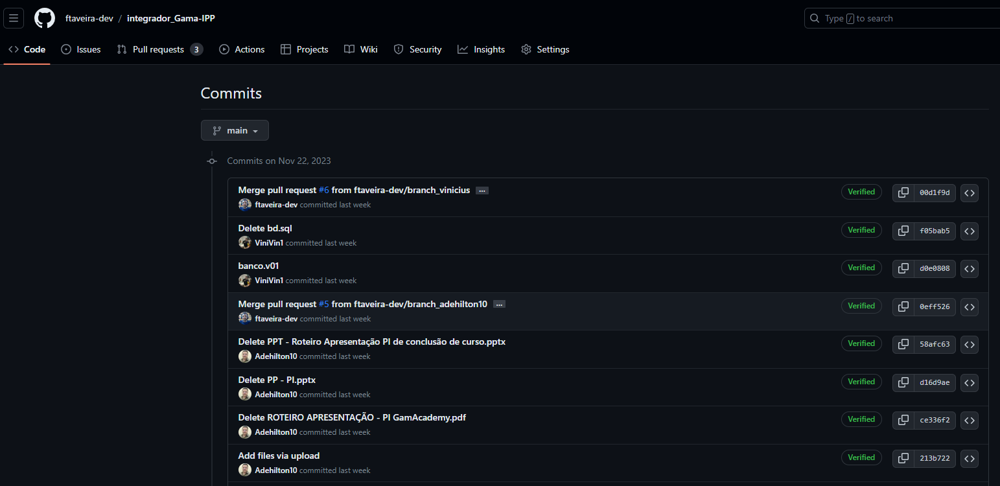 ftaveira-dev / integrador_Gama-IPP
Type / to search
Code Issues Pull requests 3 Actions Projects Wiki Security Insights Settings
Commits
main
Commits on Nov 22, 2023
Merge pull request #6 from ftaveira-dev/branch_vinicius ...
Verified 00d1f9d
ftaveira-dev committed last week
Delete bd.sql
Verified f05bab5
ViniVin1 committed last week
banco.v01
Verified d0e0808
ViniVin1 committed last week
Merge pull request #5 from ftaveira-dev/branch_adehilton10 ...
Verified 0eff526
ftaveira-dev committed last week
Delete PPT - Roteiro Apresentação PI de conclusão de curso.pptx
Verified 58afc63
Adehilton10 committed last week
Delete PP - PI.pptx
Verified d16d9ae
Adehilton10 committed last week
Delete ROTEIRO APRESENTAÇÃO - PI GamAcademy.pdf
Verified ce336f2
Adehilton10 committed last week
Add files via upload
Verified 213b722
Adehilton10 committed last week